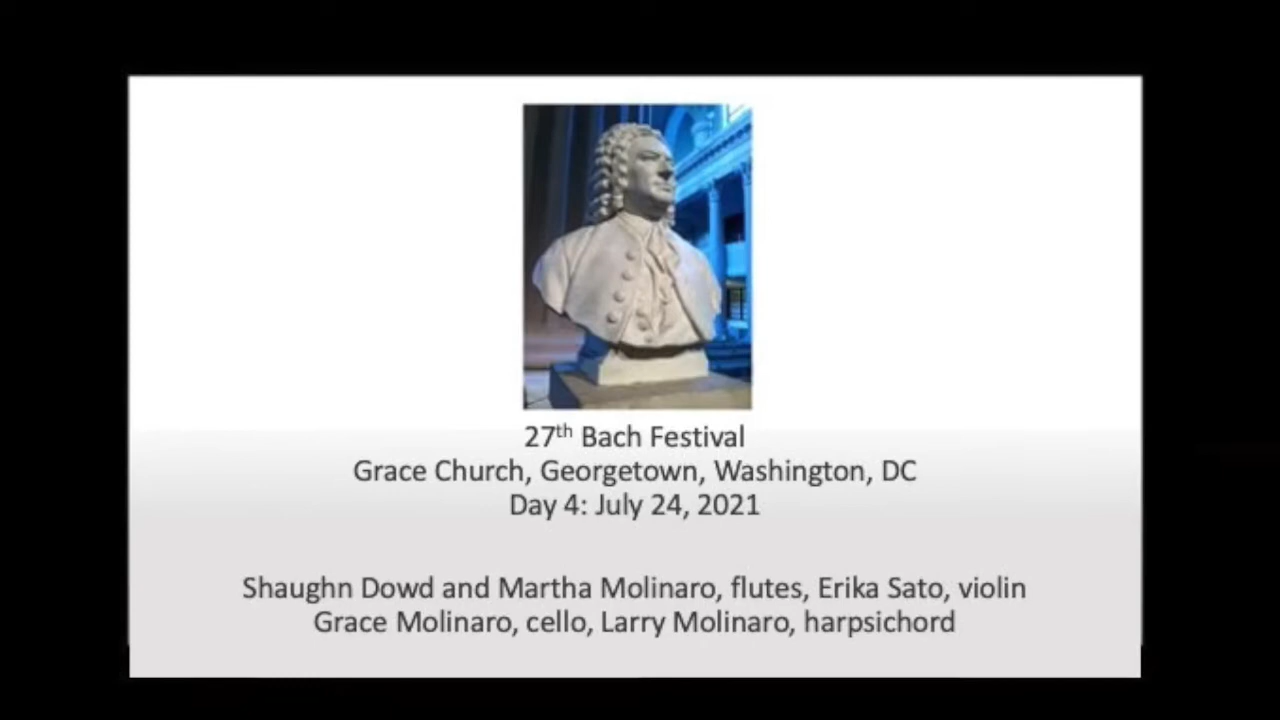 27th Bach Festival
Grace Church, Georgetown, Washington, DC
Day 4: July 24, 2021
Shaughn Dowd and Martha Molinaro, flutes, Erika Sato, violin
Grace Molinaro, cello, Larry Molinaro, harpsichord